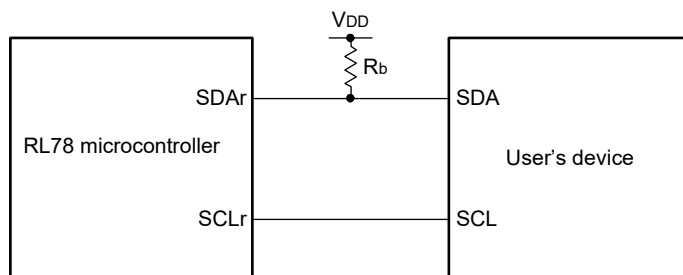 VDD
Rb
SDAr
SDA
RL78 microcontroller
User's device
SCLr
SCL